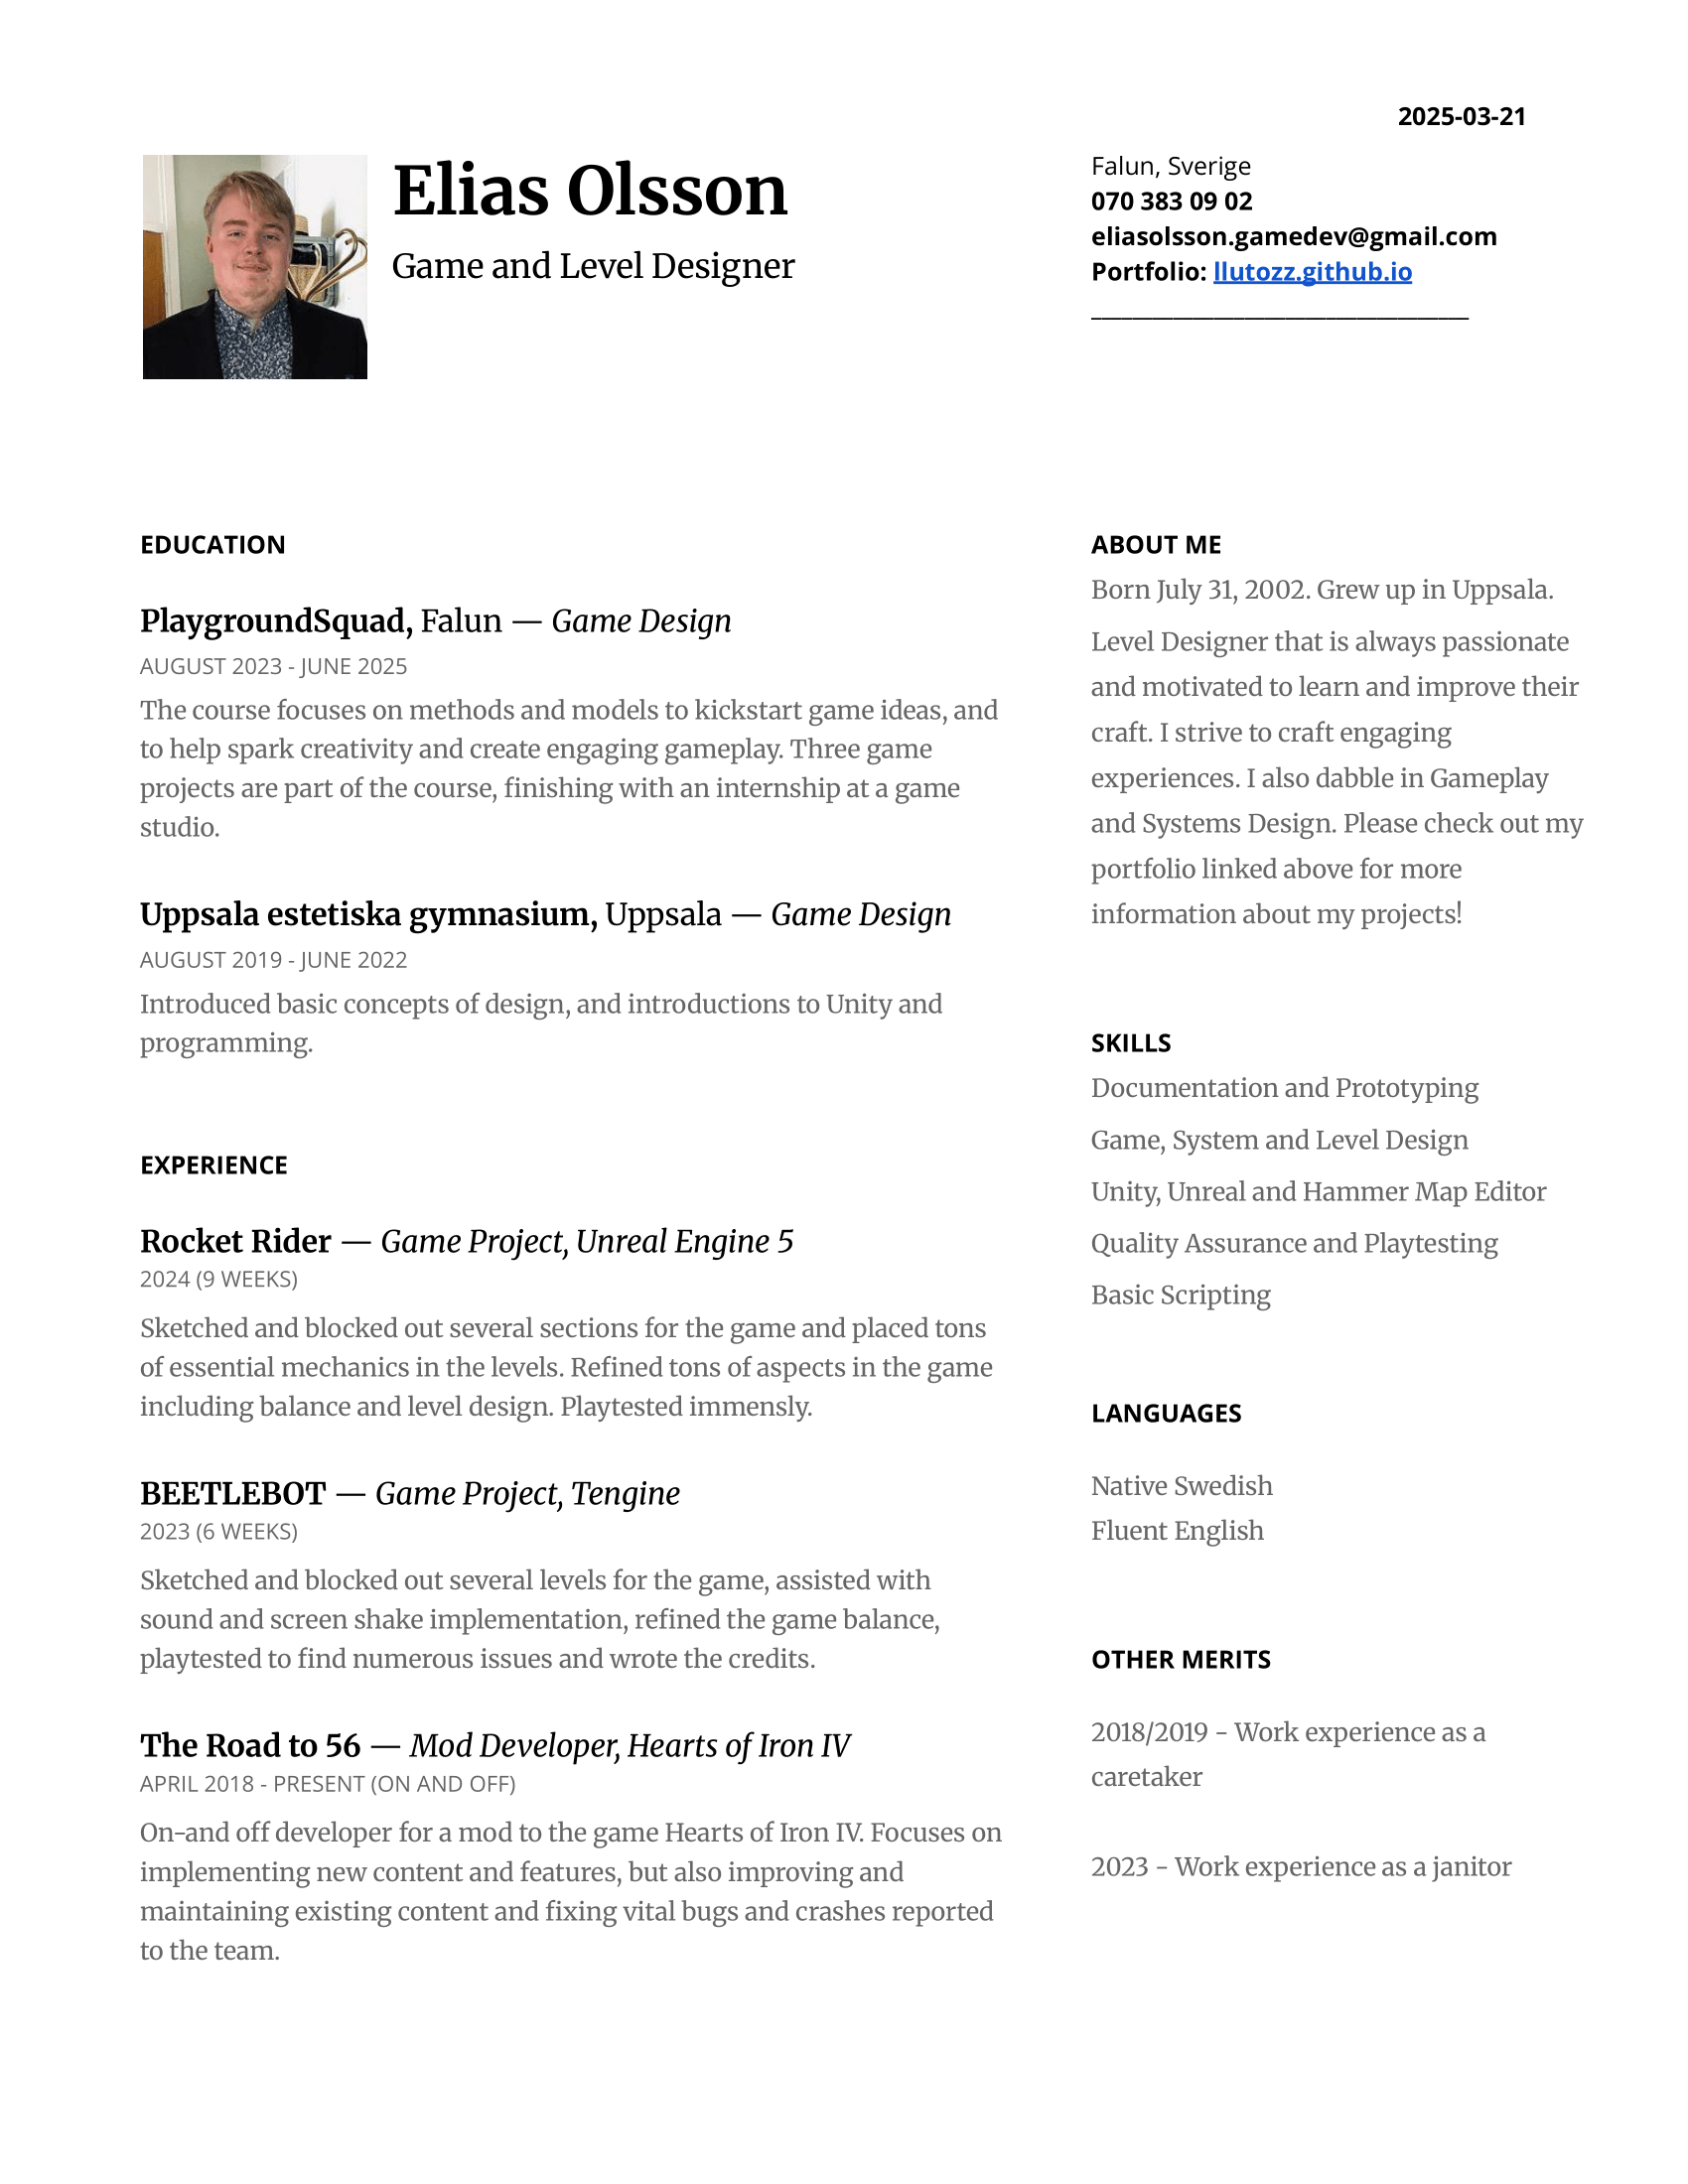 2025-03-21
Elias Olsson
Game and Level Designer
Falun, Sverige
070 383 09 02
eliasolsson.gamedev@gmail.com
Portfolio: llutozz.github.io
_____________________________________
EDUCATION
PlaygroundSquad, Falun — Game Design
AUGUST 2023 - JUNE 2025
The course focuses on methods and models to kickstart game ideas, and
to help spark creativity and create engaging gameplay. Three game
projects are part of the course, finishing with an internship at a game
studio.
Uppsala estetiska gymnasium, Uppsala — Game Design
AUGUST 2019 - JUNE 2022
Introduced basic concepts of design, and introductions to Unity and
programming.
EXPERIENCE
Rocket Rider — Game Project, Unreal Engine 5
2024 (9 WEEKS)
Sketched and blocked out several sections for the game and placed tons
of essential mechanics in the levels. Refined tons of aspects in the game
including balance and level design. Playtested immensly.
BEETLEBOT — Game Project, Tengine
2023 (6 WEEKS)
Sketched and blocked out several levels for the game, assisted with
sound and screen shake implementation, refined the game balance,
playtested to find numerous issues and wrote the credits.
The Road to 56 — Mod Developer, Hearts of Iron IV
APRIL 2018 - PRESENT (ON AND OFF)
On-and off developer for a mod to the game Hearts of Iron IV. Focuses on
implementing new content and features, but also improving and
maintaining existing content and fixing vital bugs and crashes reported
to the team.
ABOUT ME
Born July 31, 2002. Grew up in Uppsala.
Level Designer that is always passionate
and motivated to learn and improve their
craft. I strive to craft engaging
experiences. I also dabble in Gameplay
and Systems Design. Please check out my
portfolio linked above for more
information about my projects!
SKILLS
Documentation and Prototyping
Game, System and Level Design
Unity, Unreal and Hammer Map Editor
Quality Assurance and Playtesting
Basic Scripting
LANGUAGES
Native Swedish
Fluent English
OTHER MERITS
2018/2019 - Work experience as a
caretaker
2023 - Work experience as a janitor